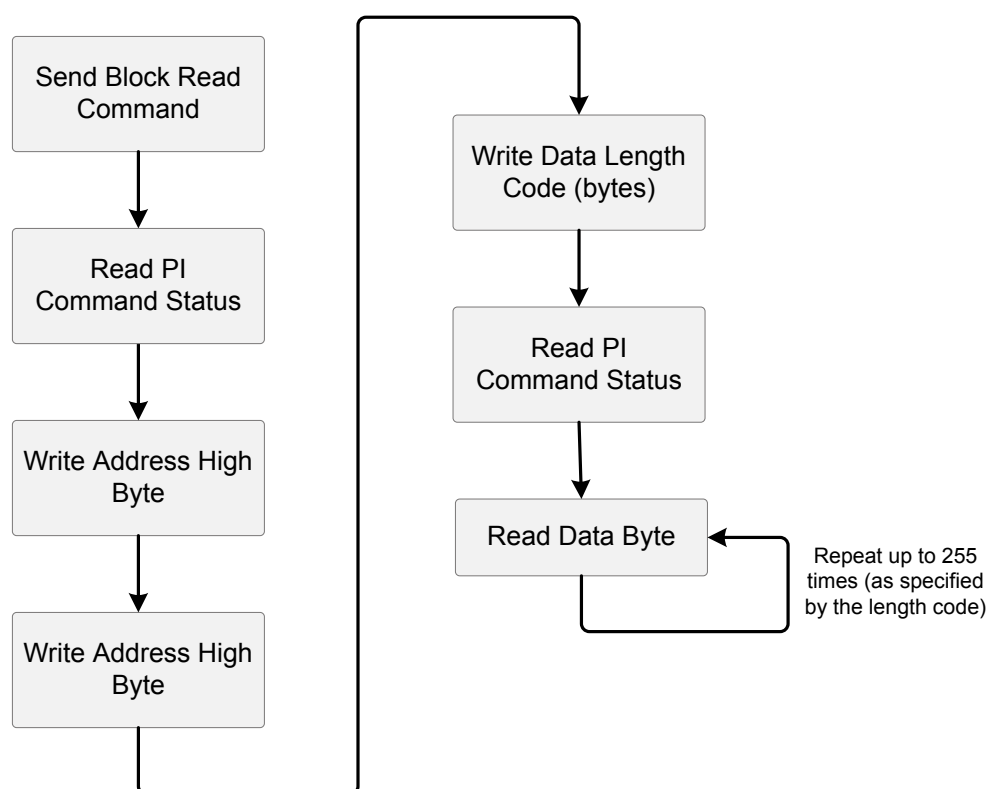 Send Block Read
Command
Read PI
Command Status
Write Address High
Byte
Write Address High
Byte
Write Data Length
Code (bytes)
Read PI
Command Status
Read Data Byte
Repeat up to 255
times (as specified
by the length code)